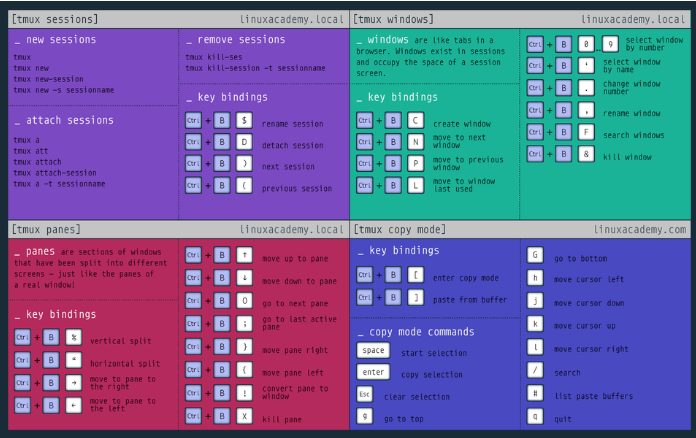 [tmux sessions] linuxacademy.local
_ new sessions
tmux
tmux new
tmux new-session
tmux new -s sessionname
_ attach sessions
tmux a
tmux att
tmux attach
tmux attach-session
tmux a -t sessionname
_ remove sessions
tmux kill-ses
tmux kill-session -t sessionname
_ key bindings
Ctrl + B $ rename session
Ctrl + B D detach session
Ctrl + B ) next session
Ctrl + B ( previous session
[tmux windows] linuxacademy.local
_ windows are like tabs in a
browser. Windows exist in sessions
and occupy the space of a session
screen.
_ key bindings
Ctrl + B C create window
Ctrl + B N move to next
window
Ctrl + B P move to previous
window
Ctrl + B L move to window
last used
Ctrl + B 0 ... 9 select window
by number
Ctrl + B ' select window
by name
Ctrl + B . change window
number
Ctrl + B , rename window
Ctrl + B F search windows
Ctrl + B & kill window
[tmux panes] linuxacademy.local
_ panes are sections of windows
that have been split into different
screens - just like the panes of
a real window!
_ key bindings
Ctrl + B % vertical split
Ctrl + B " horizontal split
Ctrl + B → move to pane to
the right
Ctrl + B ← move to pane to
the left
Ctrl + B ↑ move up to pane
Ctrl + B ↓ move down to pane
Ctrl + B O go to next pane
Ctrl + B ; go to last active
pane
Ctrl + B } move pane right
Ctrl + B { move pane left
Ctrl + B ! convert pane to
window
Ctrl + B X kill pane
[tmux copy mode] linuxacademy.com
_ key bindings
Ctrl + B [ enter copy mode
Ctrl + B ] paste from buffer
_ copy mode commands
space start selection
enter copy selection
Esc clear selection
g go to top
G go to bottom
h move cursor left
j move cursor down
k move cursor up
l move cursor right
/ search
# list paste buffers
q quit